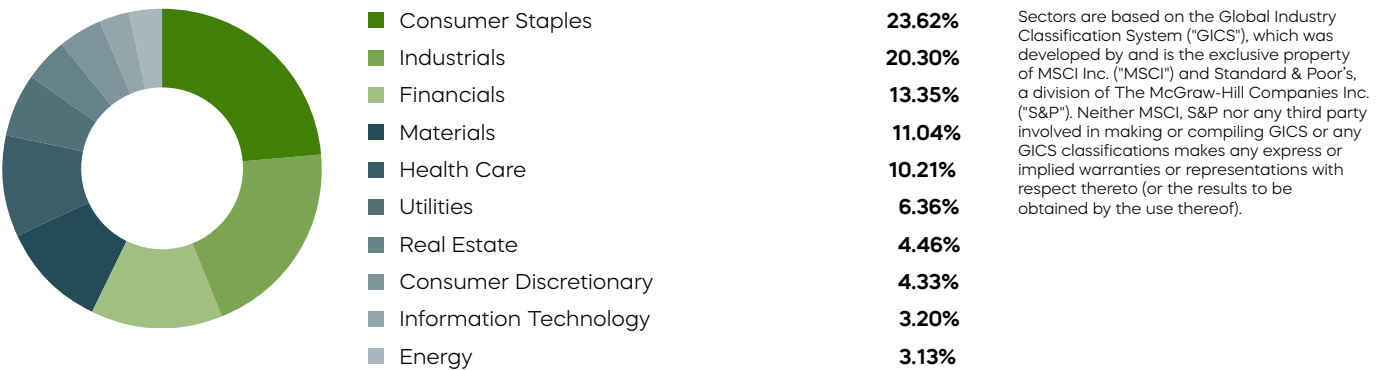 Consumer Staples 23.62%
Industrials 20.30%
Financials 13.35%
Materials 11.04%
Health Care 10.21%
Utilities 6.36%
Real Estate 4.46%
Consumer Discretionary 4.33%
Information Technology 3.20%
Energy 3.13%
Sectors are based on the Global Industry
Classification System ("GICS"), which was
developed by and is the exclusive property
of MSCI Inc. ("MSCI") and Standard & Poor's,
a division of The McGraw-Hill Companies Inc.
("S&P"). Neither MSCI, S&P nor any third party
involved in making or compiling GICS or any
GICS classifications makes any express or
implied warranties or representations with
respect thereto (or the results to be
obtained by the use thereof).